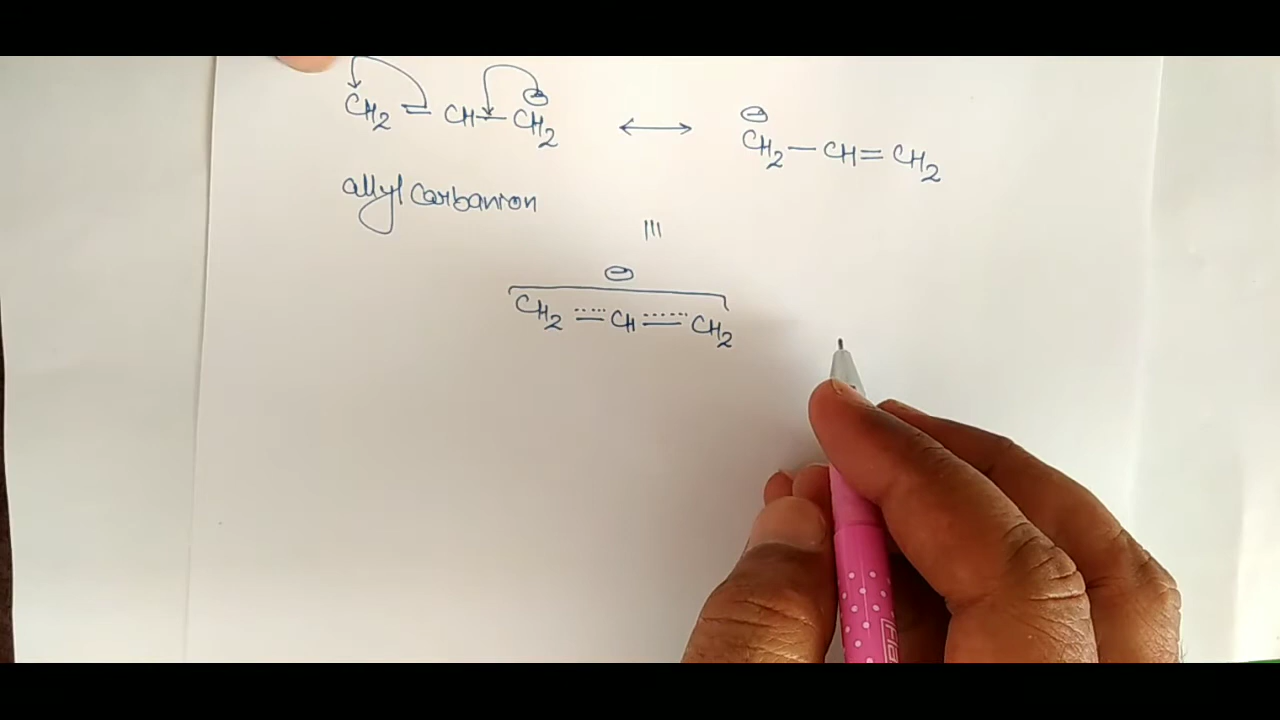 CH2 = CH - CH2 ⊖ ⟷ ⊖ CH2 - CH = CH2
allyl carbanion
|||
⊖
CH2 ⋯ CH ⋯ CH2